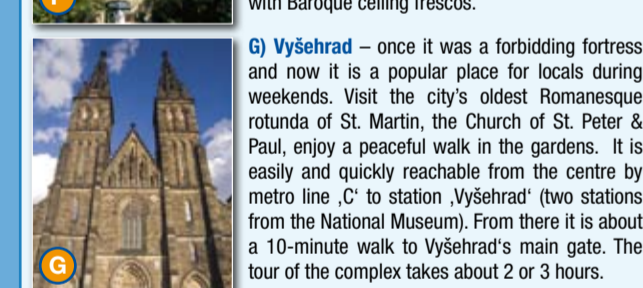 F
with Baroque ceiling frescos.
G) Vyšehrad – once it was a forbidding fortress
and now it is a popular place for locals during
weekends. Visit the city's oldest Romanesque
rotunda of St. Martin, the Church of St. Peter &
Paul, enjoy a peaceful walk in the gardens. It is
easily and quickly reachable from the centre by
metro line ‚C‘ to station ‚Vyšehrad‘ (two stations
from the National Museum). From there it is about
a 10-minute walk to Vyšehrad‘s main gate. The
tour of the complex takes about 2 or 3 hours.
G